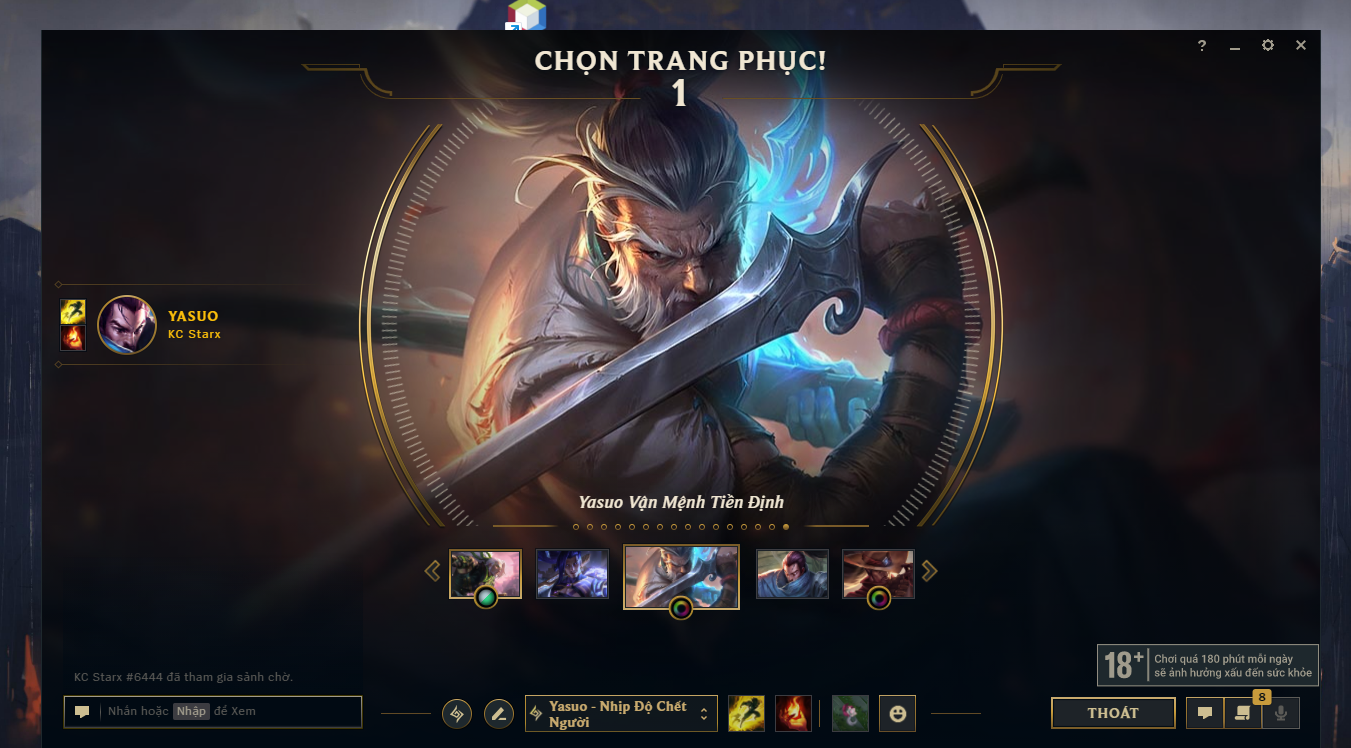 ?
CHỌN TRANG PHỤC!
1
YASUO
KC Starx
Yasuo Vận Mệnh Tiền Định
KC Starx #6444 đã tham gia sảnh chờ.
Nhắn hoặc Nhập để Xem
Yasuo - Nhịp Độ Chết
Người
18+
Chơi quá 180 phút mỗi ngày
sẽ ảnh hưởng xấu đến sức khỏe
THOÁT
8